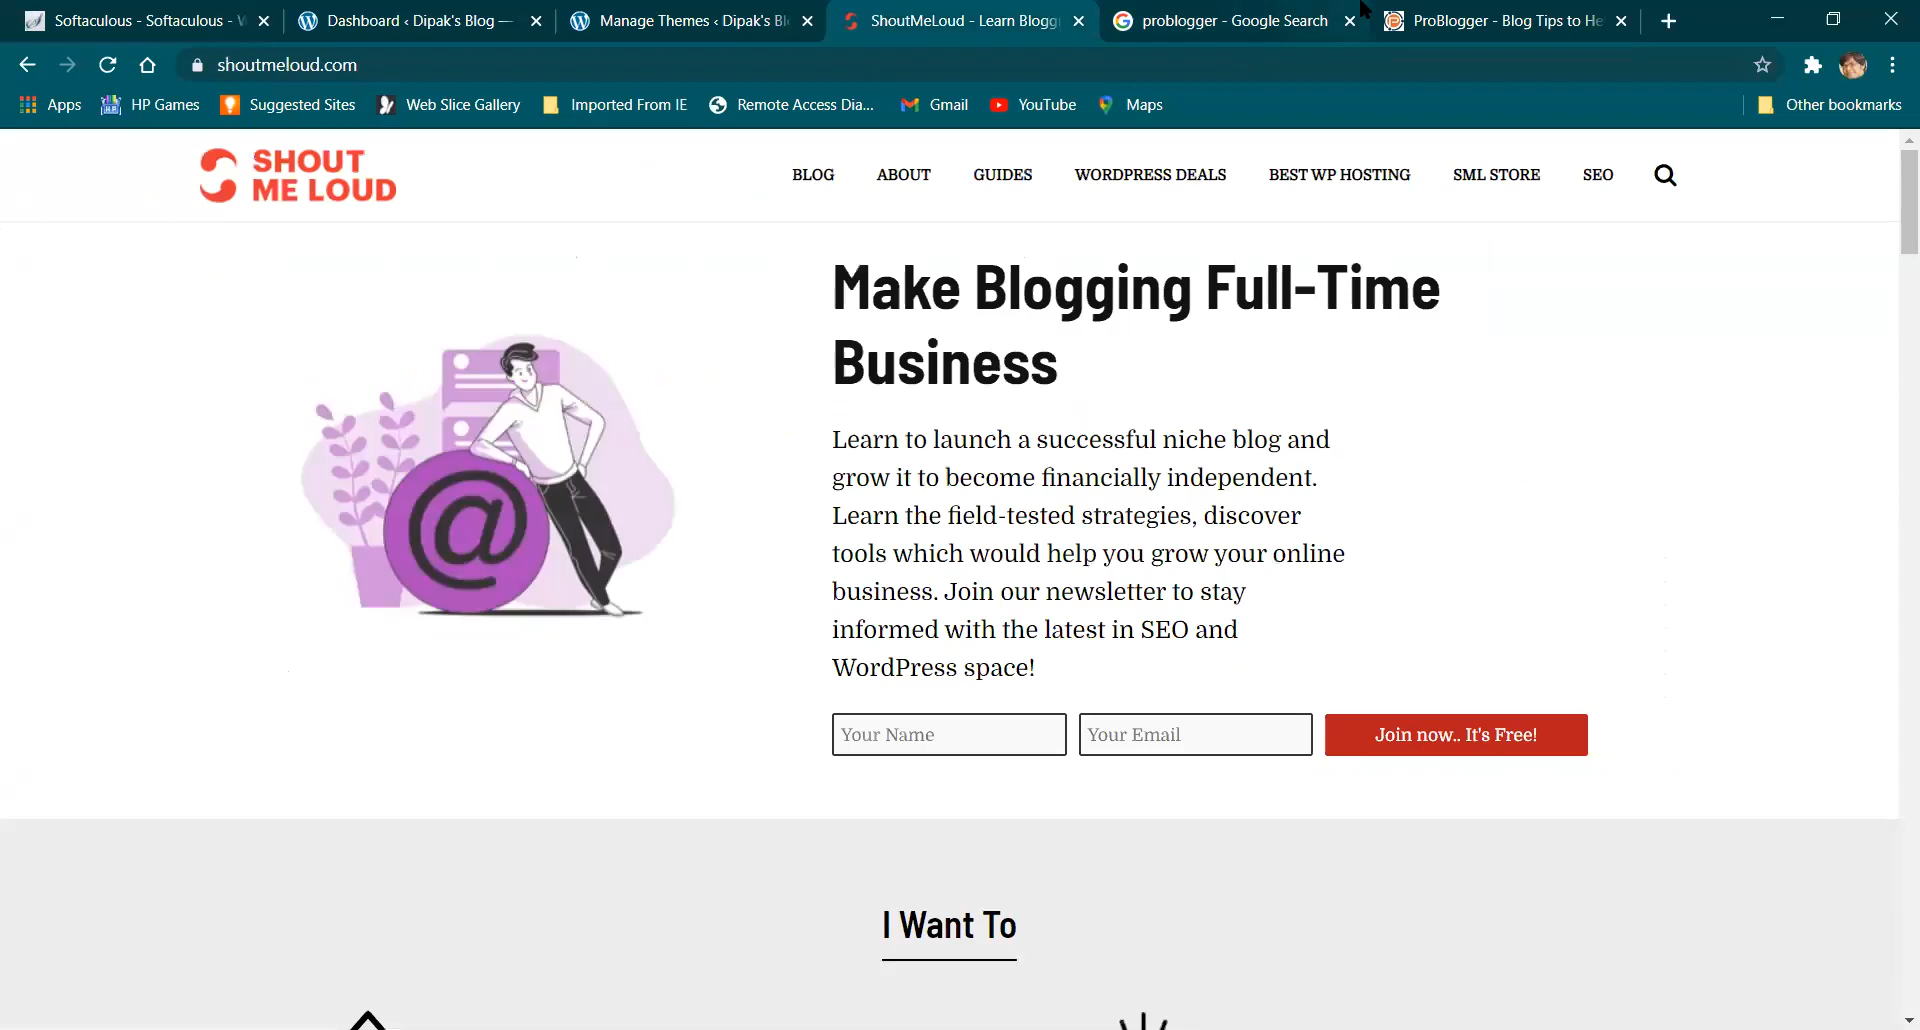 Softaculous - Softaculous - W
Dashboard ‹ Dipak's Blog —
Manage Themes ‹ Dipak's Bl
ShoutMeLoud - Learn Blogg
problogger - Google Search
ProBlogger - Blog Tips to He
shoutmeloud.com
Apps
HP Games
Suggested Sites
Web Slice Gallery
Imported From IE
Remote Access Dia...
Gmail
YouTube
Maps
Other bookmarks
SHOUT
ME LOUD
BLOG
ABOUT
GUIDES
WORDPRESS DEALS
BEST WP HOSTING
SML STORE
SEO
Make Blogging Full-Time
Business
Learn to launch a successful niche blog and
grow it to become financially independent.
Learn the field-tested strategies, discover
tools which would help you grow your online
business. Join our newsletter to stay
informed with the latest in SEO and
WordPress space!
Your Name
Your Email
Join now.. It's Free!
@
I Want To